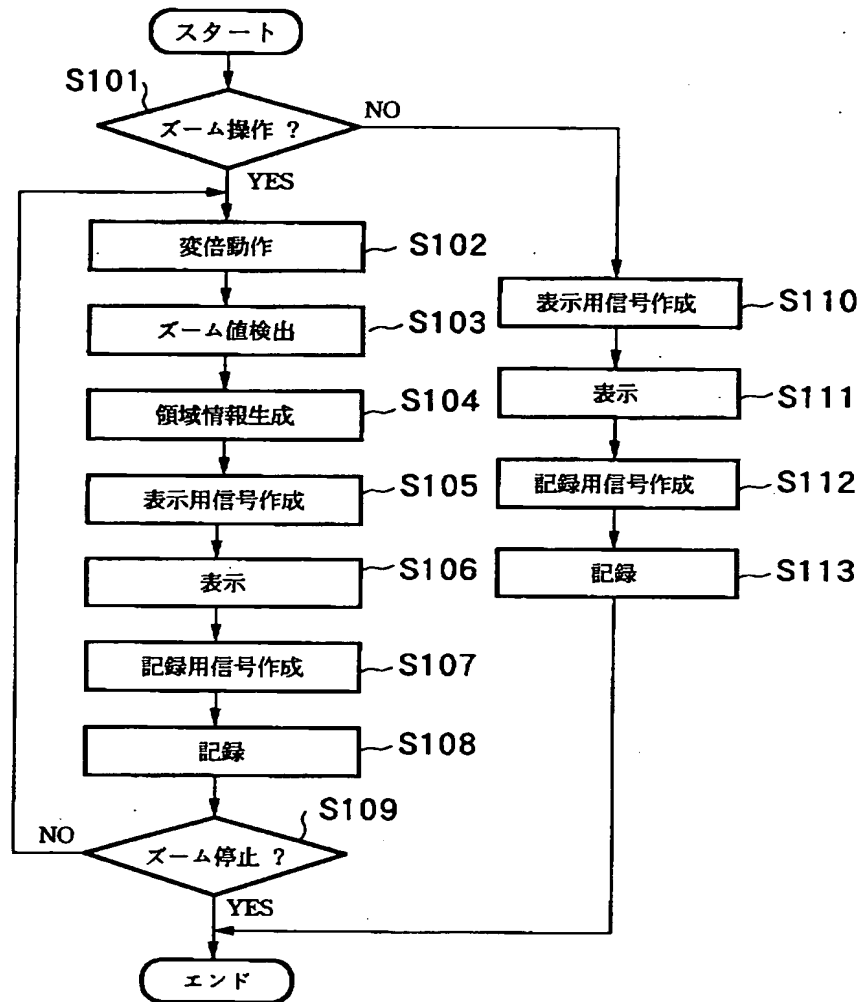 スタート
S101
ズーム操作 ?
NO
YES
変倍動作
S102
ズーム値検出
S103
領域情報生成
S104
表示用信号作成
S105
表示
S106
記録用信号作成
S107
記録
S108
S109
ズーム停止 ?
NO
YES
エンド
表示用信号作成
S110
表示
S111
記録用信号作成
S112
記録
S113